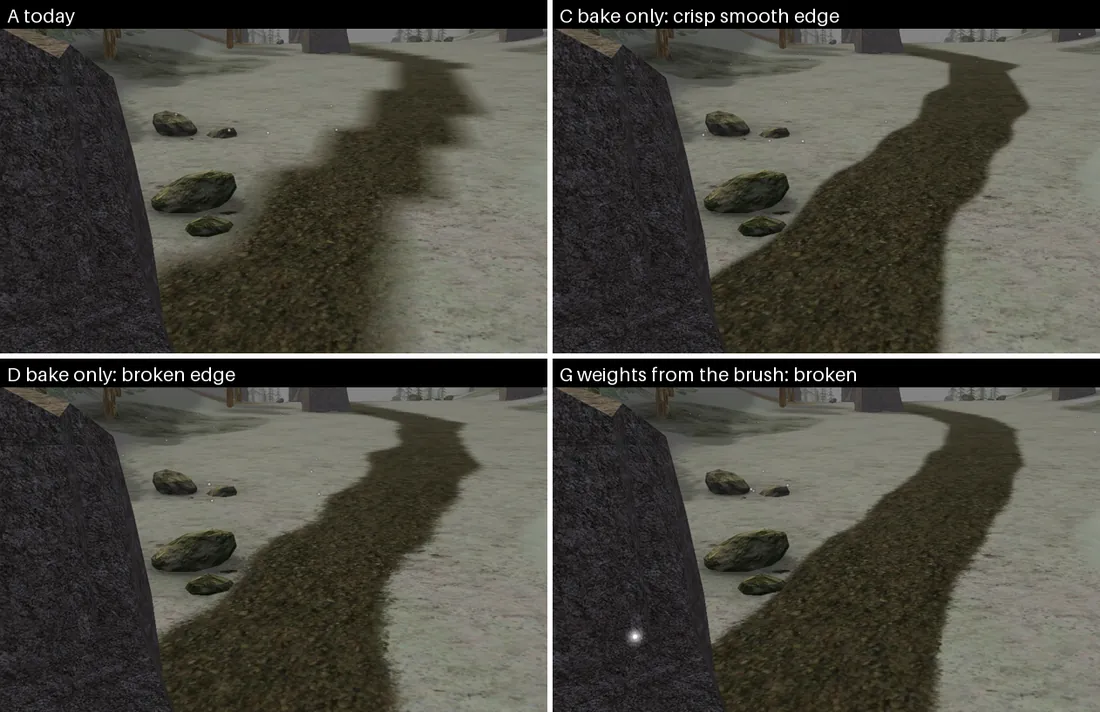 A today
C bake only: crisp smooth edge
D bake only: broken edge
G weights from the brush: broken